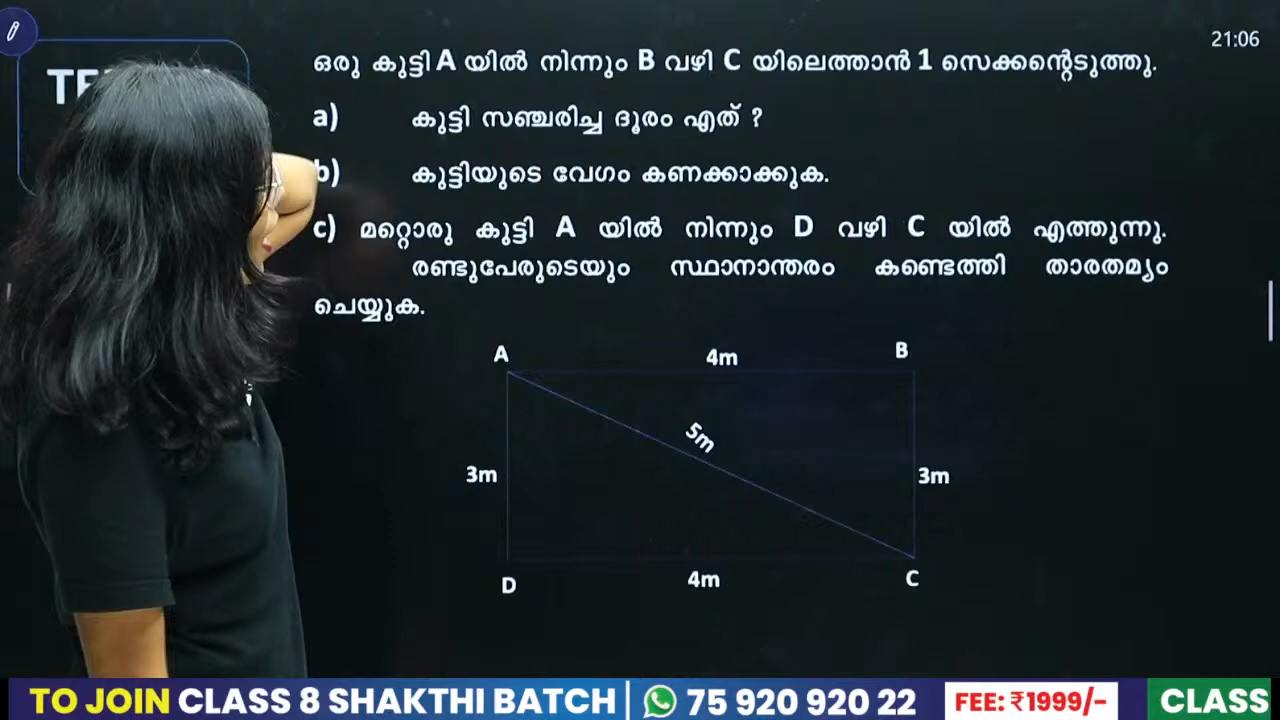 21:06
ഒരു കുട്ടി A യിൽ നിന്നും B വഴി C യിലെത്താൻ 1 സെക്കന്റെടുത്തു.
a) കുട്ടി സഞ്ചരിച്ച ദൂരം എത് ?
b) കുട്ടിയുടെ വേഗം കണക്കാക്കുക.
c) മറ്റൊരു കുട്ടി A യിൽ നിന്നും D വഴി C യിൽ എത്തുന്നു.
രണ്ടുപേരുടെയും സ്ഥാനാന്തരം കണ്ടെത്തി താരതമ്യം
ചെയ്യുക.
A 4m B
5m
3m 3m
D 4m C
TO JOIN CLASS 8 SHAKTHI BATCH 75 920 920 22 FEE: ₹1999/- CLASS